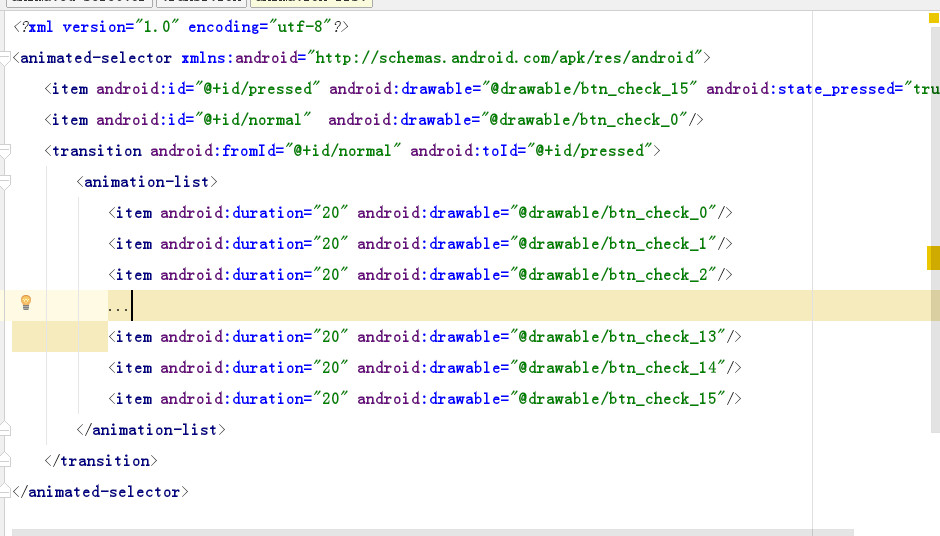 animated-selector transition animation-list
<?xml version="1.0" encoding="utf-8"?>
<animated-selector xmlns:android="http://schemas.android.com/apk/res/android">
<item android:id="@+id/pressed" android:drawable="@drawable/btn_check_15" android:state_pressed="tru
<item android:id="@+id/normal"  android:drawable="@drawable/btn_check_0"/>
<transition android:fromId="@+id/normal" android:toId="@+id/pressed">
<animation-list>
<item android:duration="20" android:drawable="@drawable/btn_check_0"/>
<item android:duration="20" android:drawable="@drawable/btn_check_1"/>
<item android:duration="20" android:drawable="@drawable/btn_check_2"/>
...
<item android:duration="20" android:drawable="@drawable/btn_check_13"/>
<item android:duration="20" android:drawable="@drawable/btn_check_14"/>
<item android:duration="20" android:drawable="@drawable/btn_check_15"/>
</animation-list>
</transition>
</animated-selector>